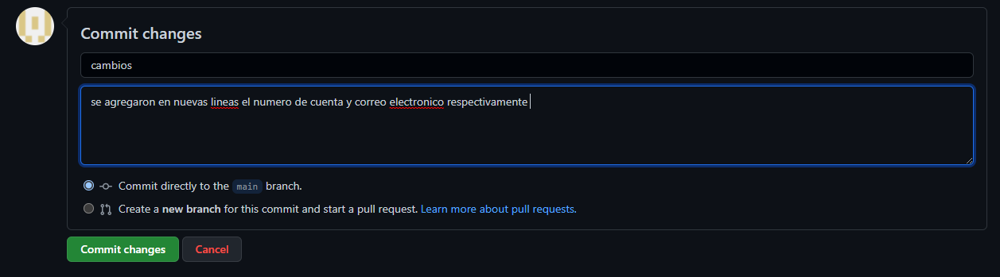 Commit changes
cambios
se agregaron en nuevas lineas el numero de cuenta y correo electronico respectivamente
Commit directly to the main branch.
Create a new branch for this commit and start a pull request. Learn more about pull requests.
Commit changes Cancel